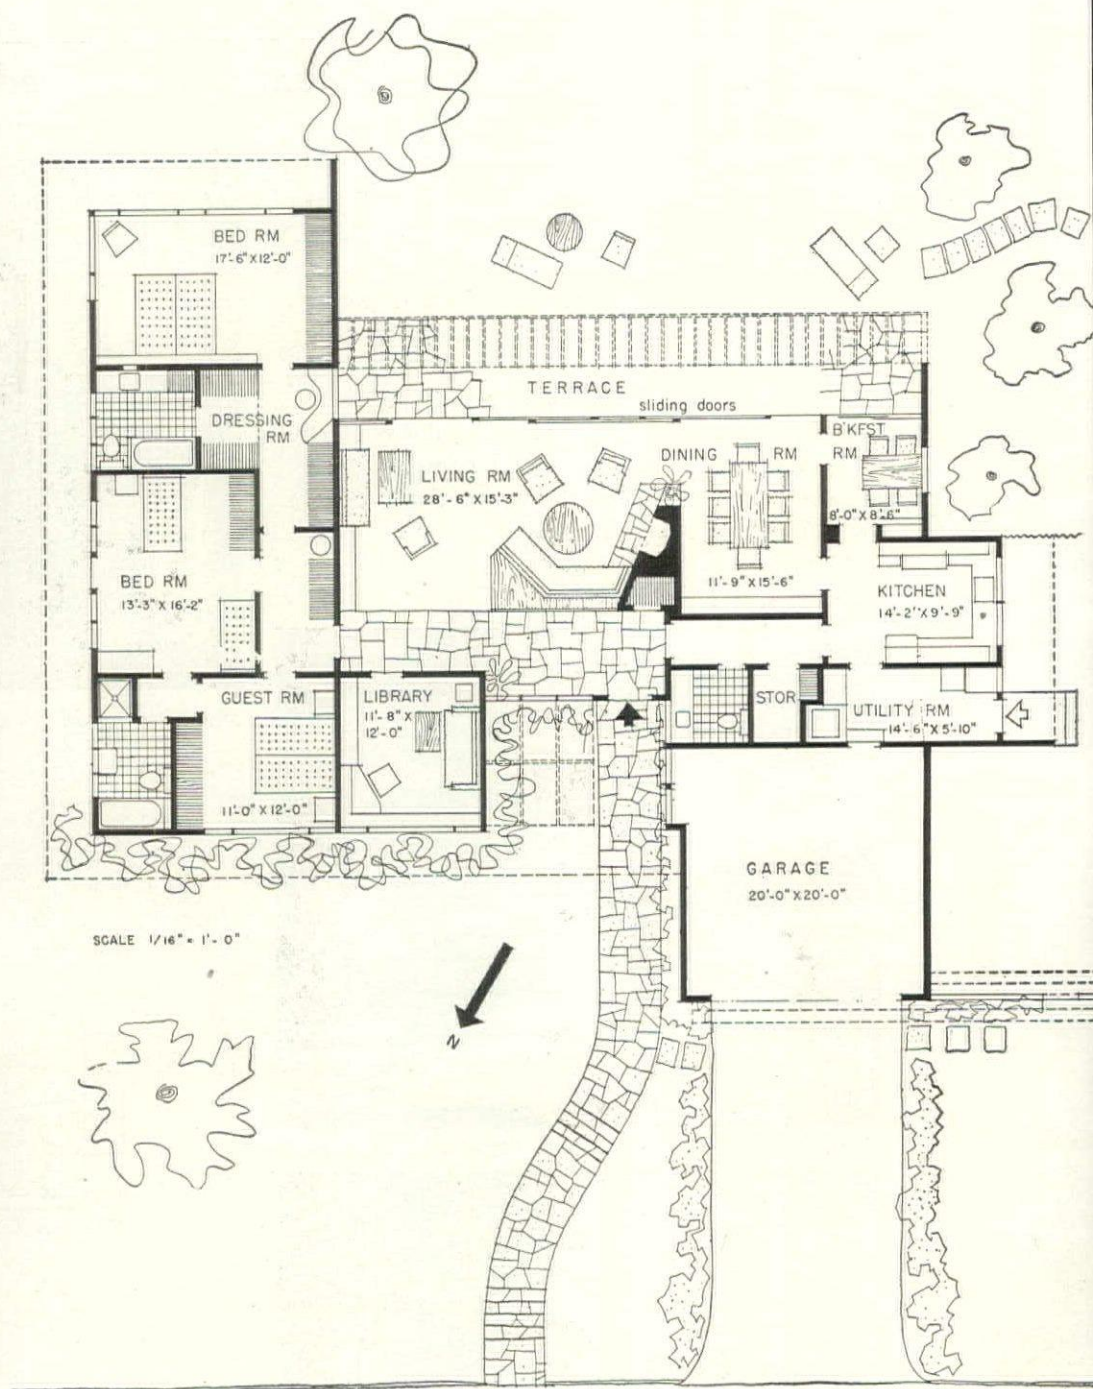 BED RM
17'-6" X 12'-0"
DRESSING
RM
TERRACE
sliding doors
LIVING RM
28'-6" X 15'-3"
DINING RM
11'-9" X 15'-6"
B'KFST
RM
8'-0" X 8'-6"
BED RM
13'-3" X 16'-2"
KITCHEN
14'-2" X 9'-9"
GUEST RM
11'-0" X 12'-0"
LIBRARY
11'-8" X
12'-0"
STOR
UTILITY RM
14'-6" X 5'-10"
GARAGE
20'-0" X 20'-0"
SCALE 1/16" = 1'-0"
N